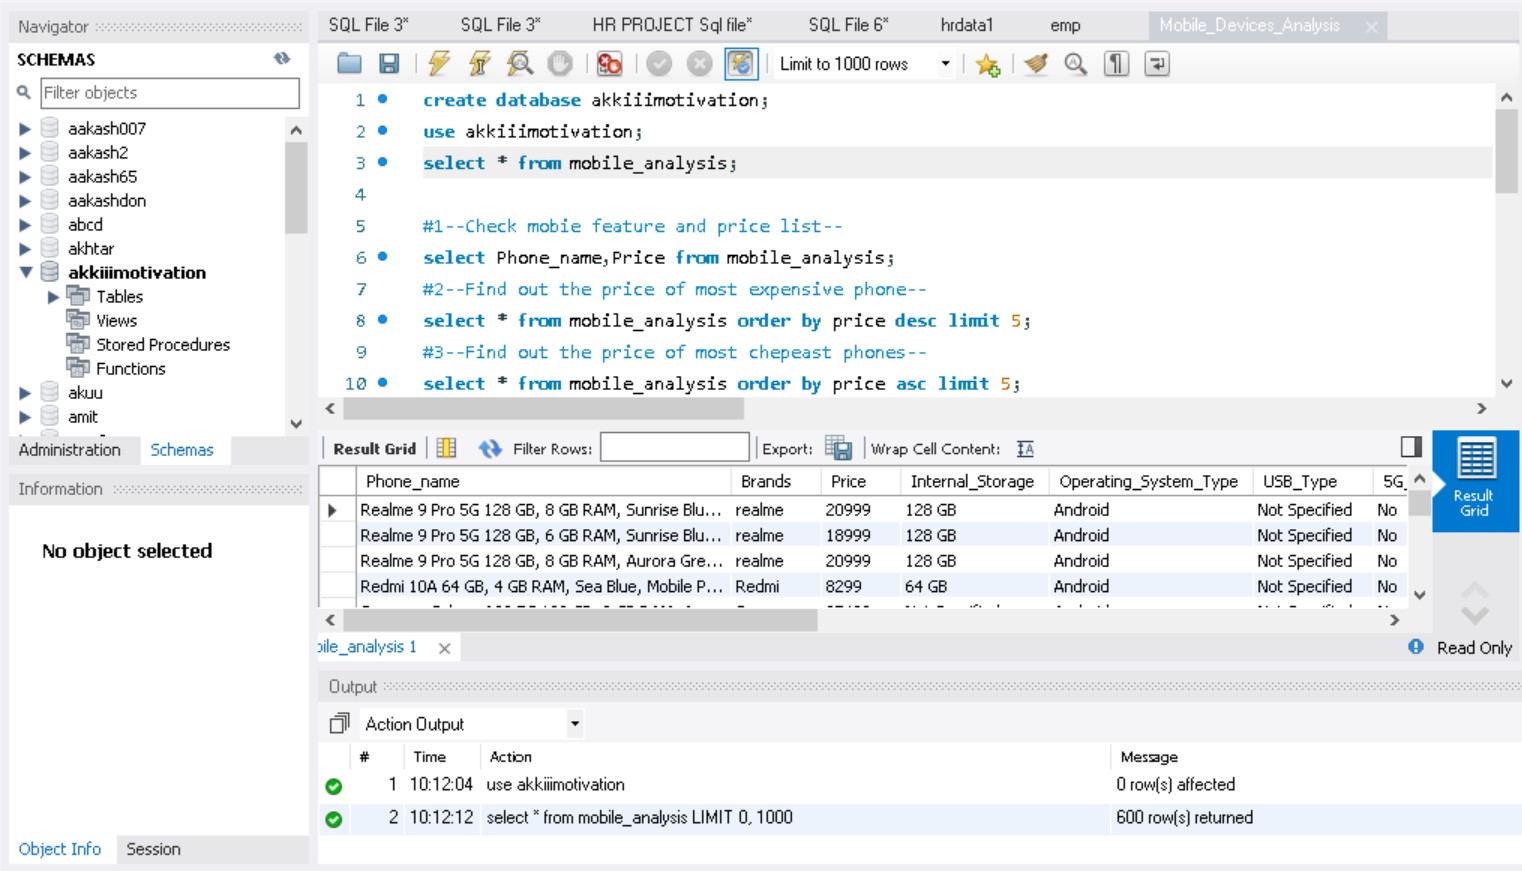 Navigator
SCHEMAS
Filter objects
aakash007
aakash2
aakash65
aakashdon
abcd
akhtar
akkiiimotivation
Tables
Views
Stored Procedures
Functions
akuu
amit
Administration Schemas
Information
No object selected
Object Info Session
SQL File 3* SQL File 3* HR PROJECT Sql file* SQL File 6* hrdata1 emp Mobile_Devices_Analysis
Limit to 1000 rows
1 create database akkiiimotivation;
2 use akkiiimotivation;
3 select * from mobile_analysis;
4
5 #1--Check mobie feature and price list--
6 select Phone_name,Price from mobile_analysis;
7 #2--Find out the price of most expensive phone--
8 select * from mobile_analysis order by price desc limit 5;
9 #3--Find out the price of most chepeast phones--
10 select * from mobile_analysis order by price asc limit 5;
Result Grid Filter Rows: Export: Wrap Cell Content:
Phone_name Brands Price Internal_Storage Operating_System_Type USB_Type 5G_
Realme 9 Pro 5G 128 GB, 8 GB RAM, Sunrise Blu... realme 20999 128 GB Android Not Specified No
Realme 9 Pro 5G 128 GB, 6 GB RAM, Sunrise Blu... realme 18999 128 GB Android Not Specified No
Realme 9 Pro 5G 128 GB, 8 GB RAM, Aurora Gre... realme 20999 128 GB Android Not Specified No
Redmi 10A 64 GB, 4 GB RAM, Sea Blue, Mobile P... Redmi 8299 64 GB Android Not Specified No
Result
Grid
bile_analysis 1
Read Only
Output
Action Output
# Time Action Message
1 10:12:04 use akkiiimotivation 0 row(s) affected
2 10:12:12 select * from mobile_analysis LIMIT 0, 1000 600 row(s) returned